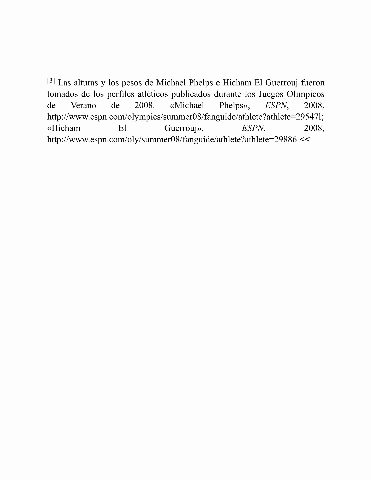 [3] Las alturas y los pesos de Michael Phelps e Hicham El Guerrouj fueron
tomados de los perfiles atléticos publicados durante los Juegos Olímpicos
de Verano de 2008. «Michael Phelps», ESPN, 2008,
http://www.espn.com/olympics/summer08/fanguide/athlete?athlete=29547l;
«Hicham El Guerrouj», ESPN, 2008,
http://www.espn.com/oly/summer08/fanguide/athlete?athlete=29886 <<